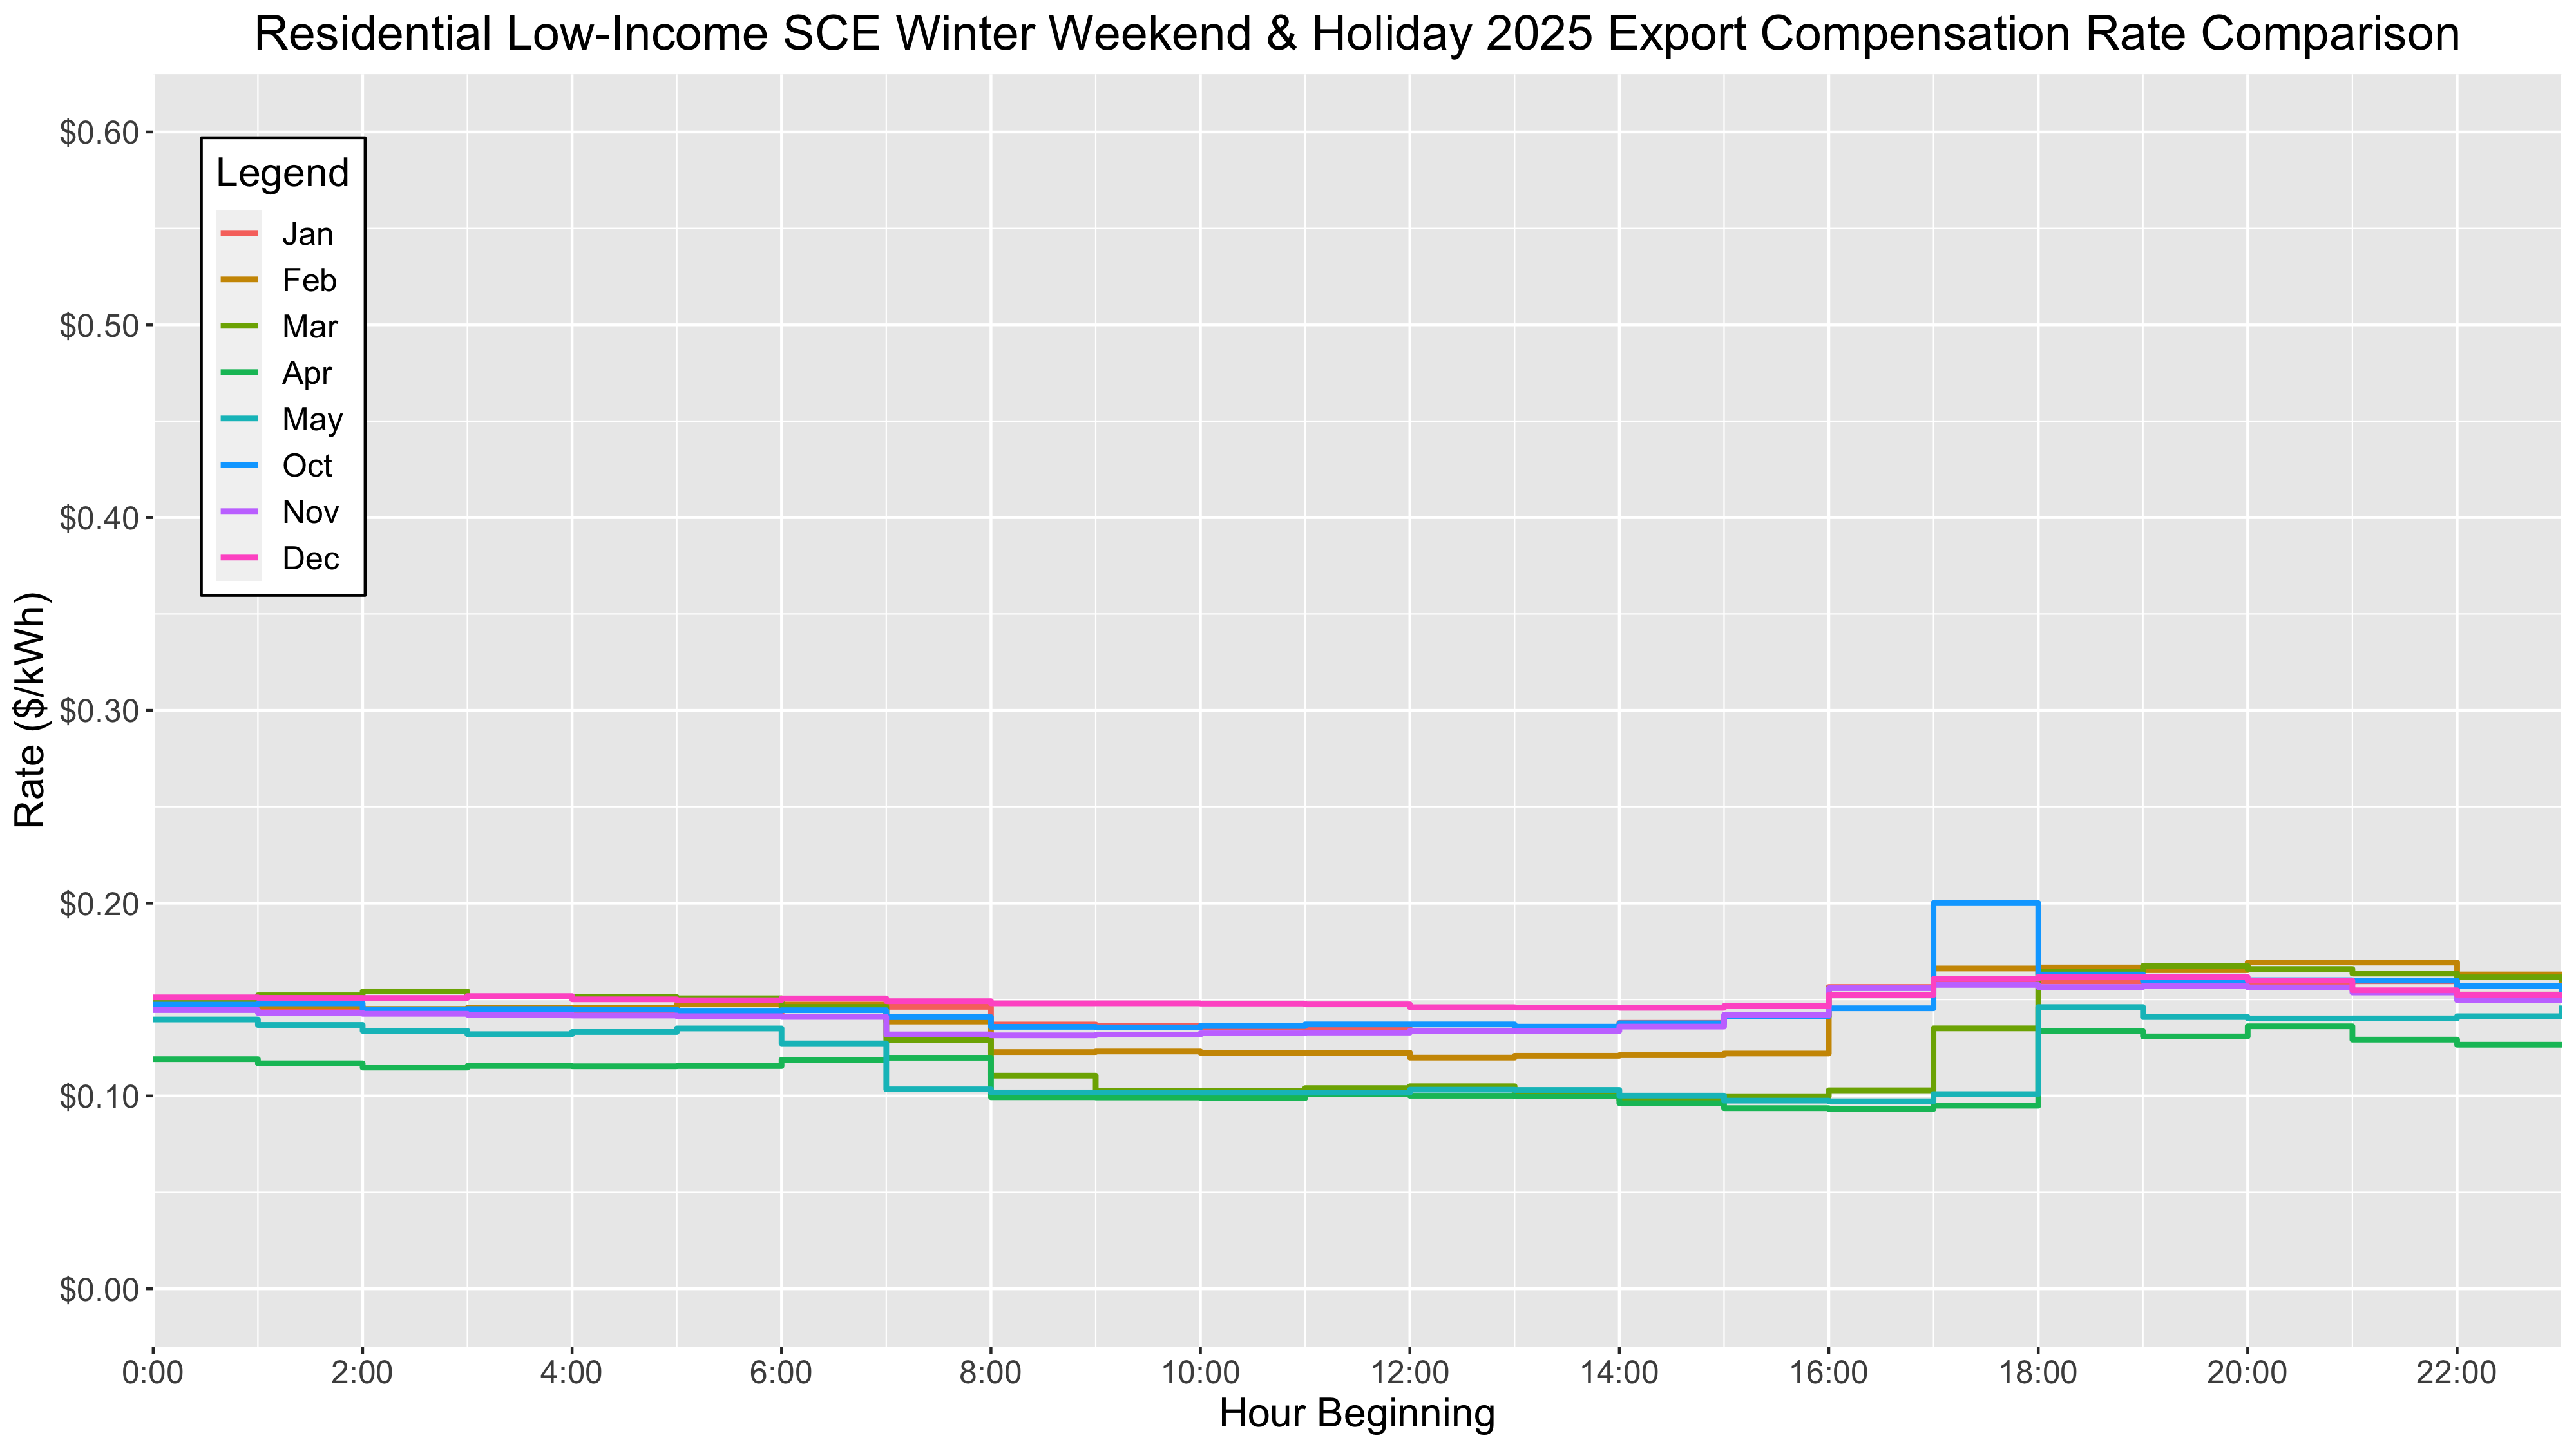 Residential Low-Income SCE Winter Weekend & Holiday 2025 Export Compensation Rate Comparison
Rate ($/kWh)
$0.60
$0.50
$0.40
$0.30
$0.20
$0.10
$0.00
Legend
Jan
Feb
Mar
Apr
May
Oct
Nov
Dec
0:00 2:00 4:00 6:00 8:00 10:00 12:00 14:00 16:00 18:00 20:00 22:00
Hour Beginning